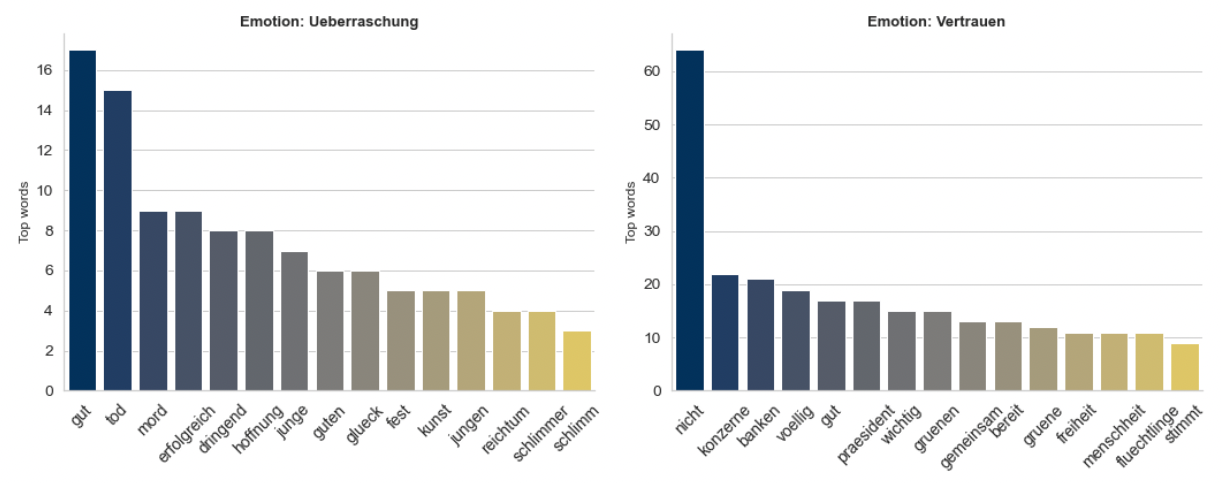 Emotion: Ueberraschung
Top words
16
14
12
10
8
6
4
2
0
gut
tod
mord
erfolgreich
dringend
hoffnung
junge
guten
glueck
fest
kunst
jungen
reichtum
schlimmer
schlimm
Emotion: Vertrauen
Top words
60
50
40
30
20
10
0
nicht
konzerne
banken
voellig
gut
praesident
wichtig
gruenen
gemeinsam
bereit
gruene
freiheit
menschheit
fluechtlinge
stimmt